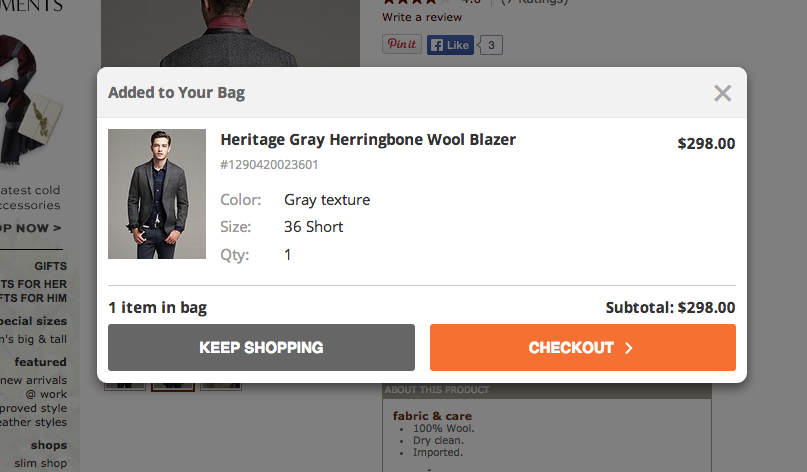 MENTS
4.0 | (7 Ratings)
Write a review
Pin it
Like
3
Added to Your Bag
Heritage Gray Herringbone Wool Blazer
$298.00
#1290420023601
Color: Gray texture
Size: 36 Short
Qty: 1
1 item in bag
Subtotal: $298.00
KEEP SHOPPING
CHECKOUT
atest cold
ccessories
OP NOW >
GIFTS
TS FOR HER
FTS FOR HIM
pecial sizes
n's big & tall
featured
new arrivals
@ work
proved style
eather styles
shops
slim shop
ABOUT THIS PRODUCT
fabric & care
• 100% Wool.
• Dry clean.
• Imported.